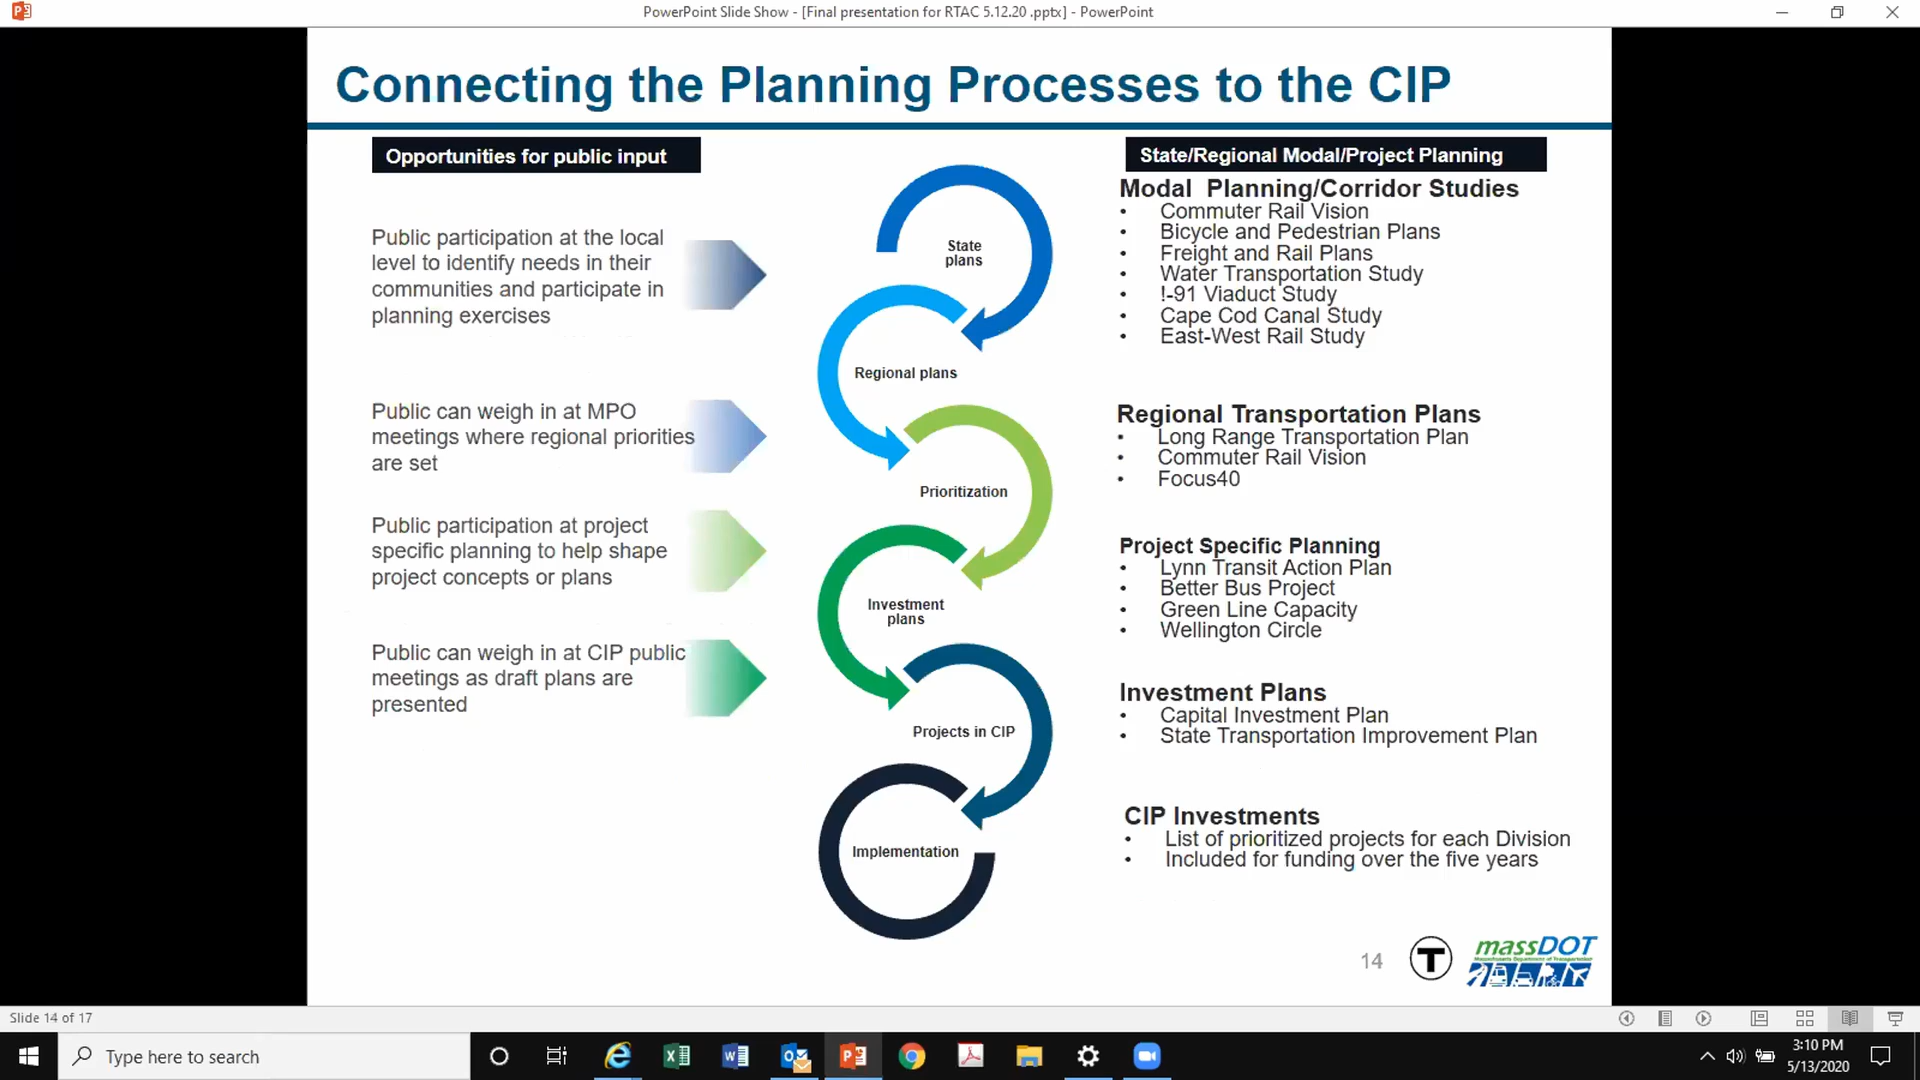 PowerPoint Slide Show - [Final presentation for RTAC 5.12.20 .pptx] - PowerPoint
Connecting the Planning Processes to the CIP
Opportunities for public input
Public participation at the local
level to identify needs in their
communities and participate in
planning exercises
Public can weigh in at MPO
meetings where regional priorities
are set
Public participation at project
specific planning to help shape
project concepts or plans
Public can weigh in at CIP public
meetings as draft plans are
presented
State
plans
Regional plans
Prioritization
Investment
plans
Projects in CIP
Implementation
State/Regional Modal/Project Planning
Modal Planning/Corridor Studies
• Commuter Rail Vision
• Bicycle and Pedestrian Plans
• Freight and Rail Plans
• Water Transportation Study
• !-91 Viaduct Study
• Cape Cod Canal Study
• East-West Rail Study
Regional Transportation Plans
• Long Range Transportation Plan
• Commuter Rail Vision
• Focus40
Project Specific Planning
• Lynn Transit Action Plan
• Better Bus Project
• Green Line Capacity
• Wellington Circle
Investment Plans
• Capital Investment Plan
• State Transportation Improvement Plan
CIP Investments
• List of prioritized projects for each Division
• Included for funding over the five years
14
T
massDOT
Massachusetts Department of Transportation
Slide 14 of 17
Type here to search
3:10 PM
5/13/2020